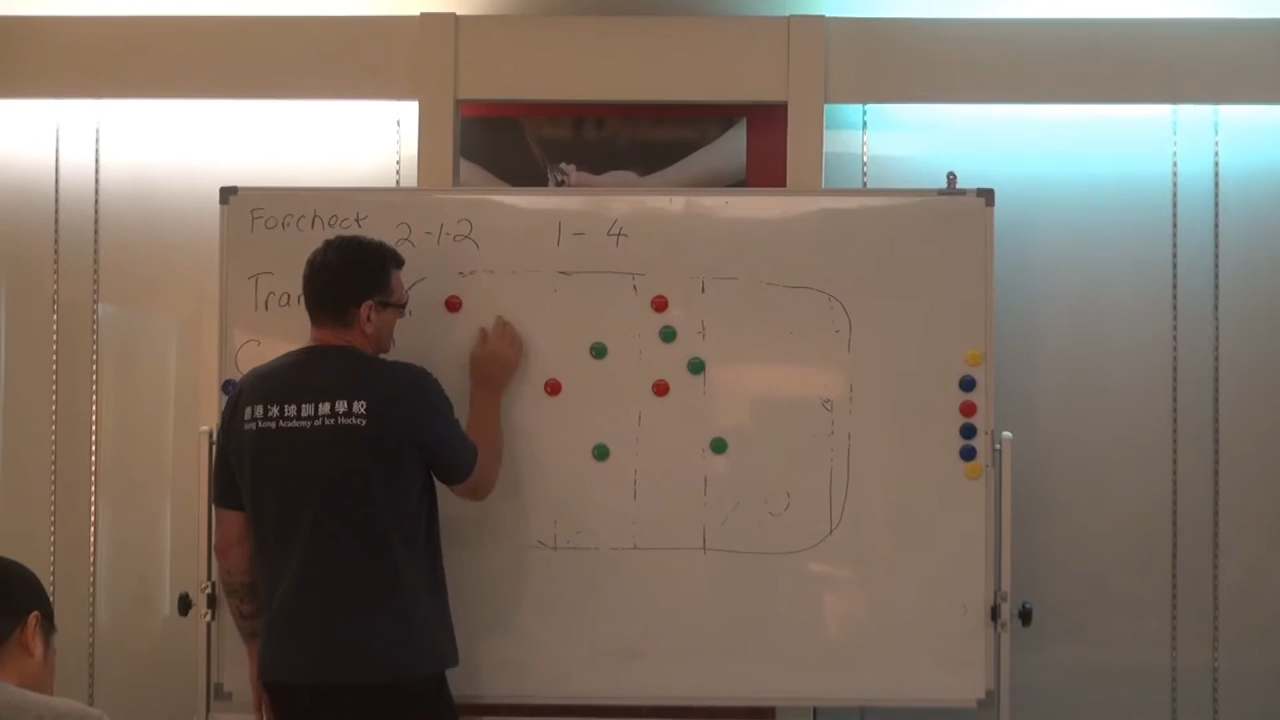 Forcheck 2-1-2 1-4
香港冰球訓練學校
Hong Kong Academy of Ice Hockey